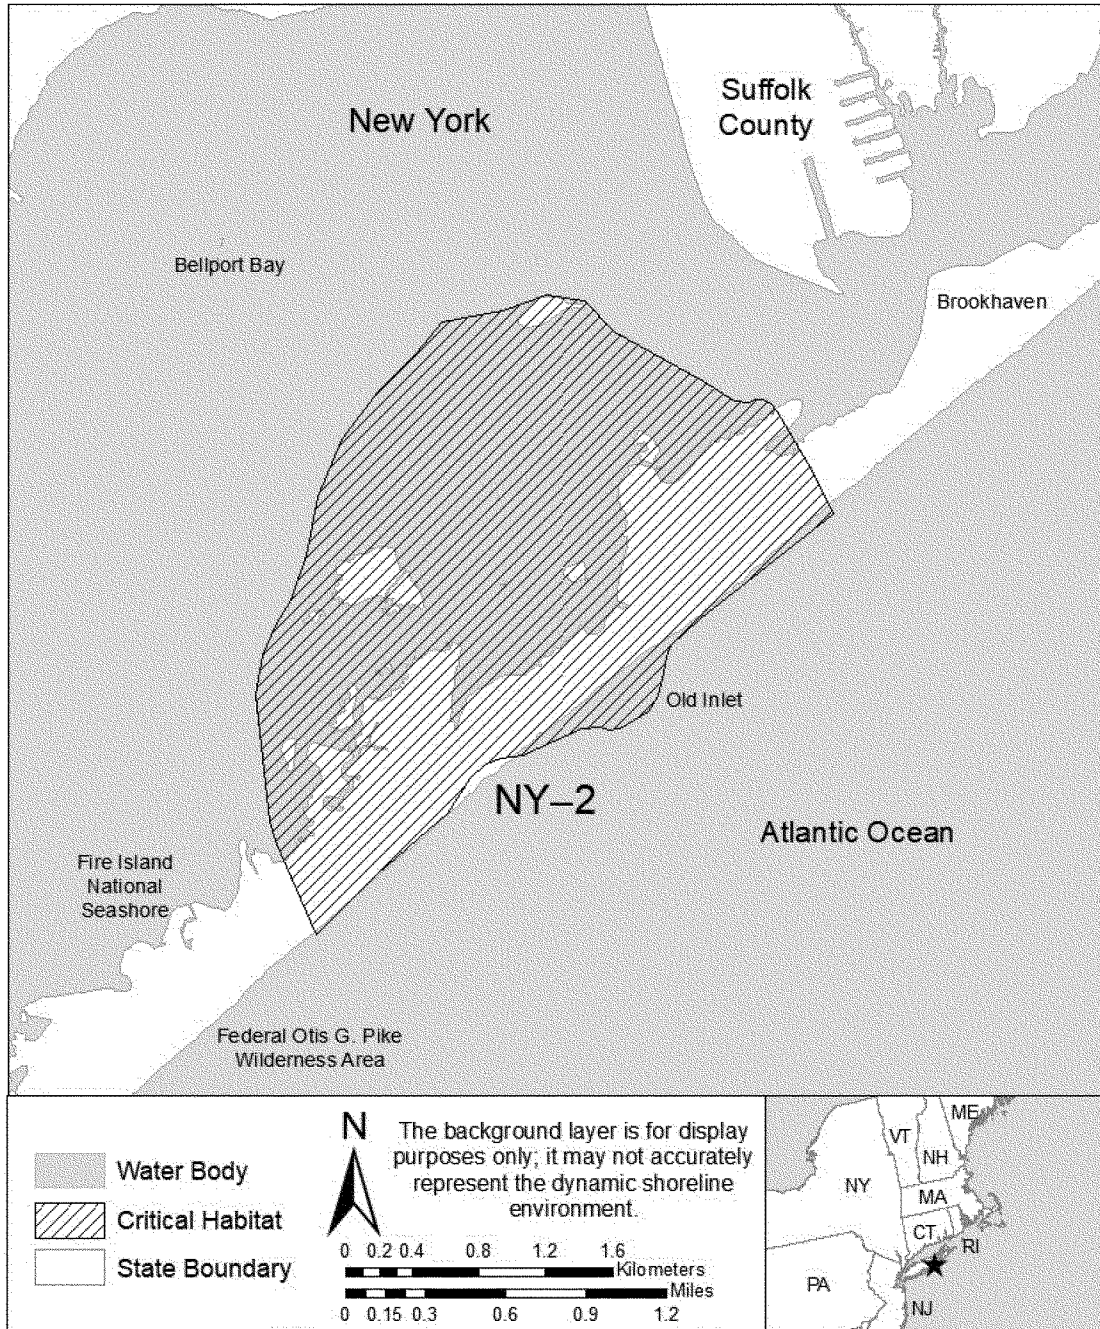 New York
Suffolk
County
Bellport Bay
Brookhaven
Old Inlet
NY–2
Atlantic Ocean
Fire Island
National
Seashore
Federal Otis G. Pike
Wilderness Area
Water Body
Critical Habitat
State Boundary
N
The background layer is for display
purposes only; it may not accurately
represent the dynamic shoreline
environment.
0 0.2 0.4 0.8 1.2 1.6
Kilometers
Miles
0 0.15 0.3 0.6 0.9 1.2
ME
VT
NH
NY
MA
CT
RI
PA
NJ